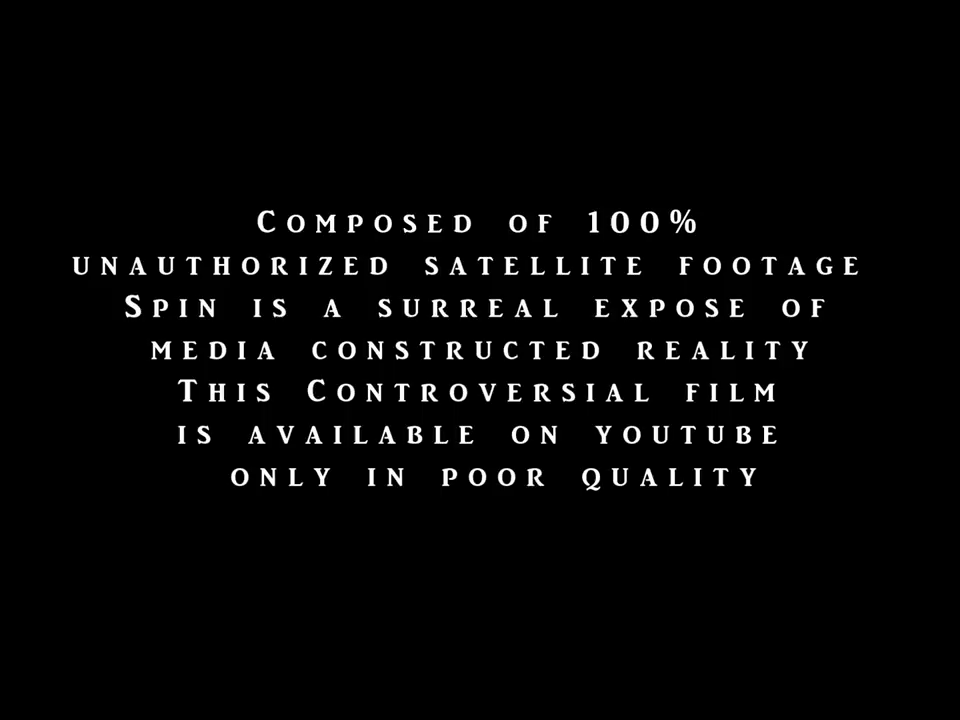 Composed of 100%
unauthorized satellite footage
Spin is a surreal expose of
media constructed reality
This Controversial film
is available on youtube
only in poor quality